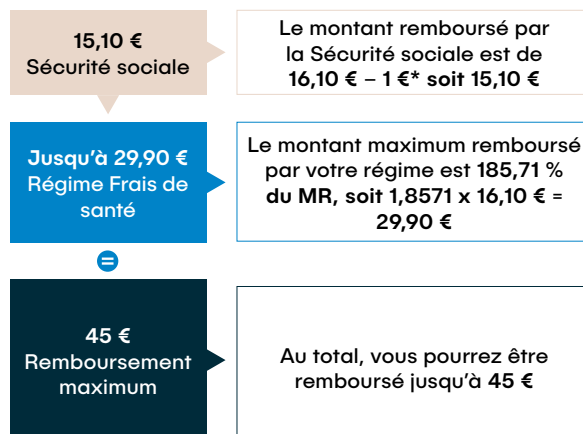 15,10 €
Sécurité sociale
Le montant remboursé par
la Sécurité sociale est de
16,10 € – 1 €* soit 15,10 €
Jusqu'à 29,90 €
Régime Frais de
santé
Le montant maximum remboursé
par votre régime est 185,71 %
du MR, soit 1,8571 x 16,10 € =
29,90 €
=
45 €
Remboursement
maximum
Au total, vous pourrez être
remboursé jusqu'à 45 €